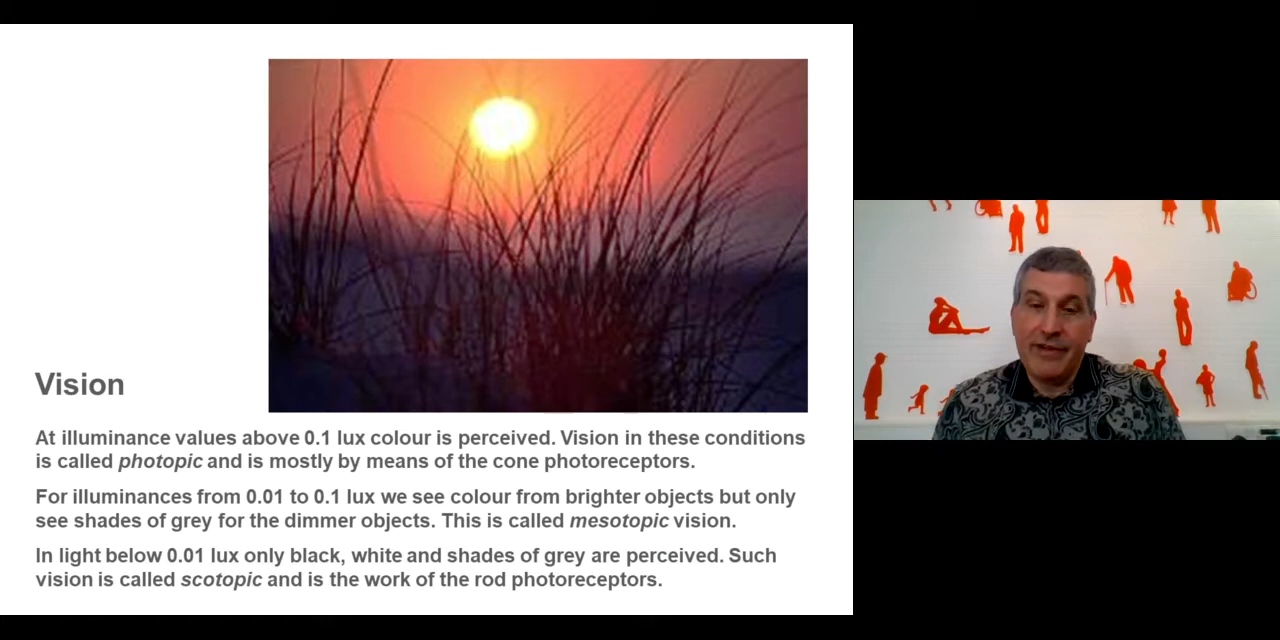 Vision
At illuminance values above 0.1 lux colour is perceived. Vision in these conditions
is called photopic and is mostly by means of the cone photoreceptors.
For illuminances from 0.01 to 0.1 lux we see colour from brighter objects but only
see shades of grey for the dimmer objects. This is called mesotopic vision.
In light below 0.01 lux only black, white and shades of grey are perceived. Such
vision is called scotopic and is the work of the rod photoreceptors.